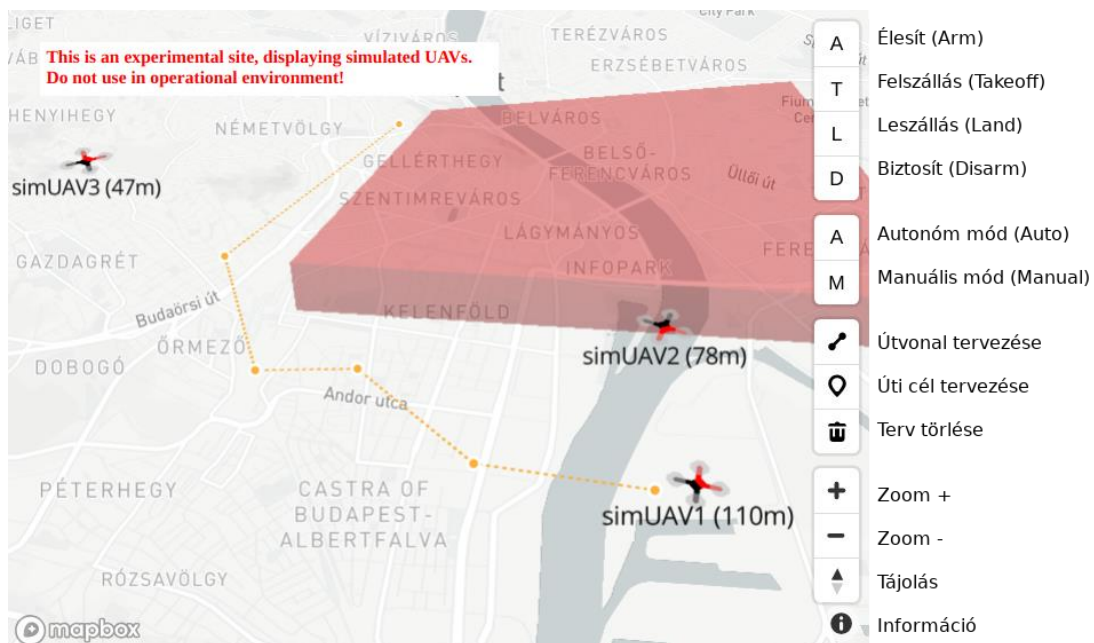 City Park
LIGET
VÍZIVÁROS
TERÉZVÁROS
This is an experimental site, displaying simulated UAVs.
Do not use in operational environment!
ERZSÉBETVÁROS
HENYIHEGY
NÉMETVÖLGY
BELVÁROS
GELLÉRTHEGY
BELSŐ-
FERENCVÁROS
Üllői út
simUAV3 (47m)
SZENTIMREVÁROS
LÁGYMÁNYOS
GAZDAGRÉT
INFOPARK
Budaörsi út
KELENFÖLD
ŐRMEZŐ
simUAV2 (78m)
DOBOGÓ
Andor utca
PÉTERHEGY
CASTRA OF
BUDAPEST-
ALBERTFALVA
simUAV1 (110m)
RÓZSAVÖLGY
mapbox
A Élesít (Arm)
T Felszállás (Takeoff)
L Leszállás (Land)
D Biztosít (Disarm)
A Autonóm mód (Auto)
M Manuális mód (Manual)
Útvonal tervezése
Úti cél tervezése
Terv törlése
Zoom +
Zoom -
Tájolás
Információ